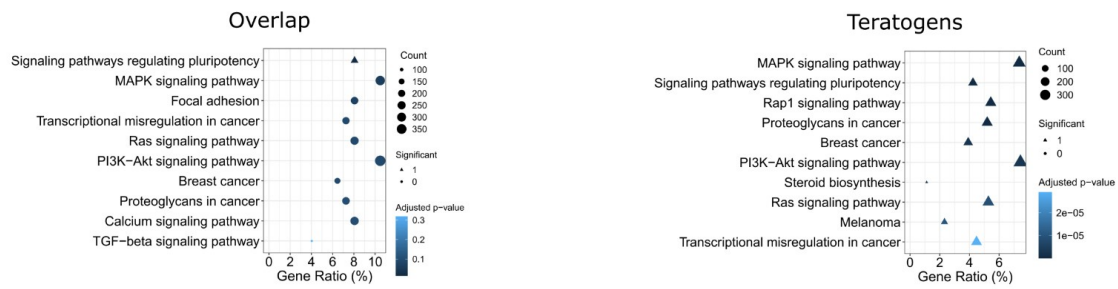 Overlap
Signaling pathways regulating pluripotency
MAPK signaling pathway
Focal adhesion
Transcriptional misregulation in cancer
Ras signaling pathway
PI3K−Akt signaling pathway
Breast cancer
Proteoglycans in cancer
Calcium signaling pathway
TGF−beta signaling pathway
0 2 4 6 8 10
Gene Ratio (%)
Count
100
150
200
250
300
350
Significant
1
0
Adjusted p-value
0.3
0.2
0.1
Teratogens
MAPK signaling pathway
Signaling pathways regulating pluripotency
Rap1 signaling pathway
Proteoglycans in cancer
Breast cancer
PI3K−Akt signaling pathway
Steroid biosynthesis
Ras signaling pathway
Melanoma
Transcriptional misregulation in cancer
0 2 4 6
Gene Ratio (%)
Count
100
200
300
Significant
1
0
Adjusted p-value
2e−05
1e−05